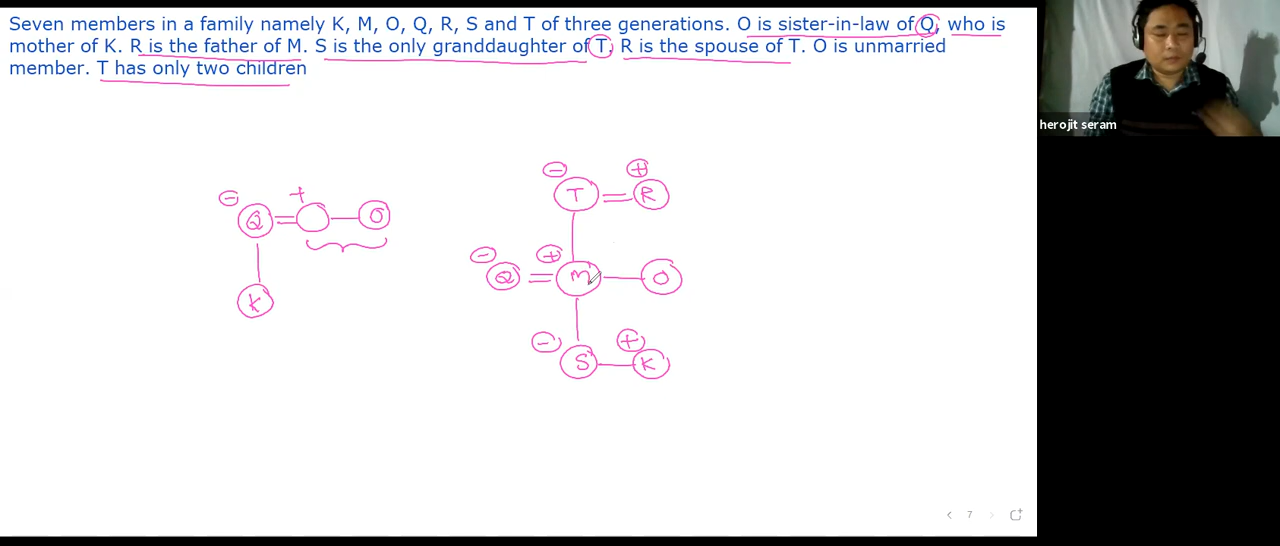 Seven members in a family namely K, M, O, Q, R, S and T of three generations. O is sister-in-law of Q, who is
mother of K. R is the father of M. S is the only granddaughter of T. R is the spouse of T. O is unmarried
member. T has only two children
herojit seram
− +
T = R
− +
Q = O
− +
Q = M O
K
− +
S K
7